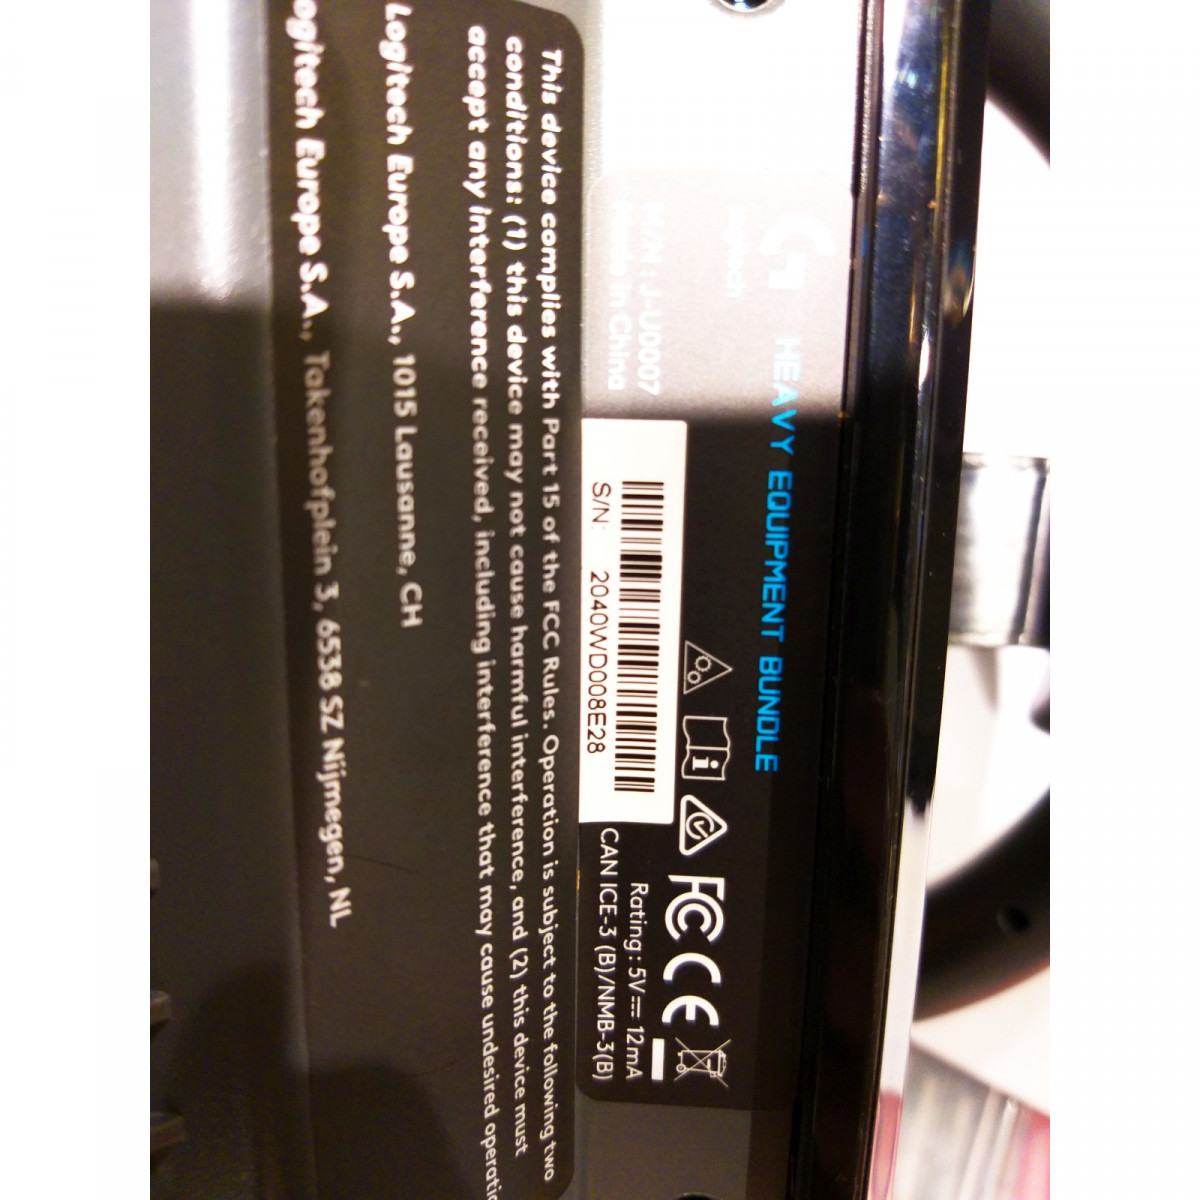 HEAVY EQUIPMENT BUNDLE
logitech
M/N: J-U0007
Made in China
S/N: 2040WD008E28
FC CE
Rating: 5V⎓ 12mA
CAN ICE-3 (B)/NMB-3(B)
This device complies with Part 15 of the FCC Rules. Operation is subject to the following two
conditions: (1) this device may not cause harmful interference, and (2) this device must
accept any interference received, including interference that may cause undesired operatio
Logitech Europe S.A., 1015 Lausanne, CH
ogitech Europe S.A., Takenhofplein 3, 6538 SZ Nijmegen, NL